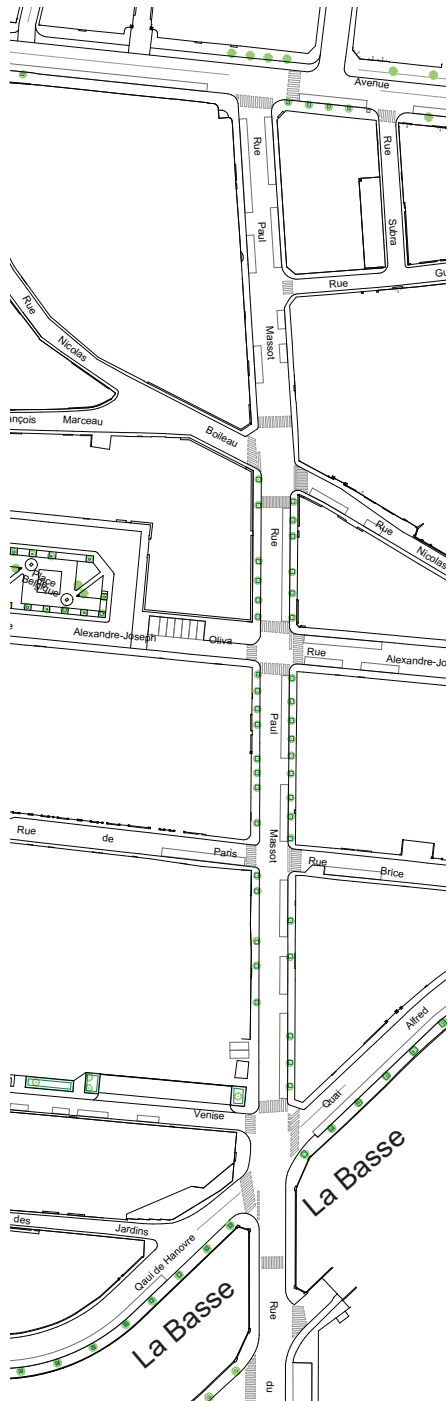 Avenue
Rue
Rue
Paul
Subra
Rue
Gu
Rue
Massot
Nicolas
nçois Marceau
Boileau
Rue
Rue
Nicolas
Place
Belgique
Alexandre-Joseph Oliva
Rue
Alexandre-Jo
Paul
Rue de Paris
Massot
Rue Brice
Quai Alfred
Venise
La Basse
des Jardins
Qaui de Hanovre
La Basse
Rue
du